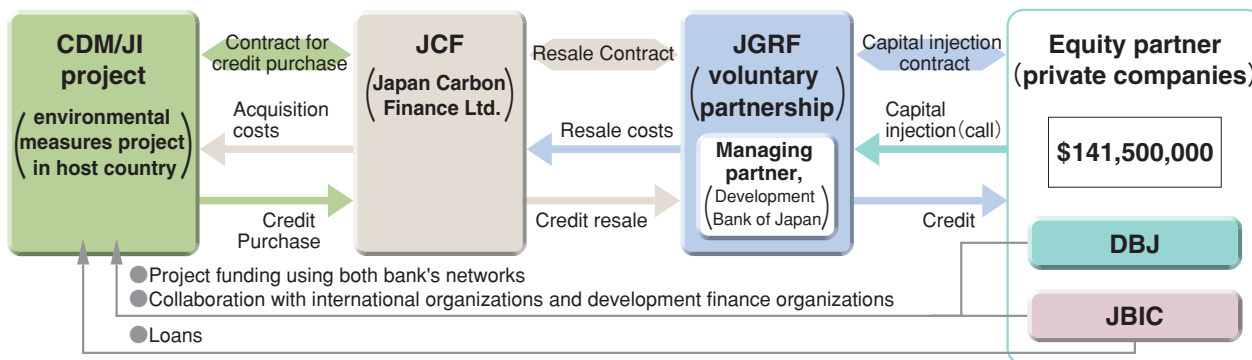 CDM/JI
project
(environmental
measures project
in host country)
Contract for
credit purchase
Acquisition
costs
Credit
Purchase
JCF
(Japan Carbon
Finance Ltd.)
Resale Contract
Resale costs
Credit resale
JGRF
(voluntary
partnership)
Managing
partner,
(Development
Bank of Japan)
Capital injection
contract
Capital
injection(call)
Credit
Equity partner
(private companies)
$141,500,000
DBJ
JBIC
●Project funding using both bank's networks
●Collaboration with international organizations and development finance organizations
●Loans